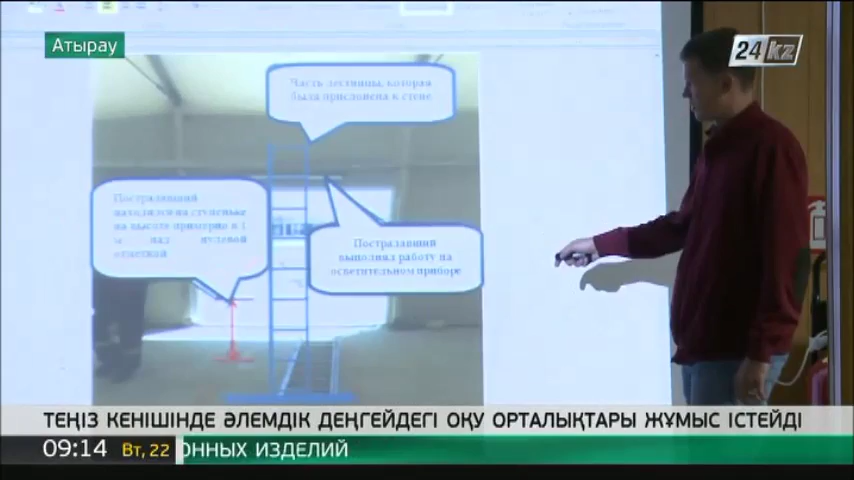 Атырау
24kz
Часть лестницы, которая
была прислонена к стене
Пострадавший
находился на ступеньке
на высоте примерно в 1
м над нулевой
отметкой
Пострадавший
выполнял работу на
осветительном приборе
ТЕҢІЗ КЕНІШІНДЕ ӘЛЕМДІК ДЕҢГЕЙДЕГІ ОҚУ ОРТАЛЫҚТАРЫ ЖҰМЫС ІСТЕЙДІ
09:14 Вт, 22 ОННЫХ ИЗДЕЛИЙ